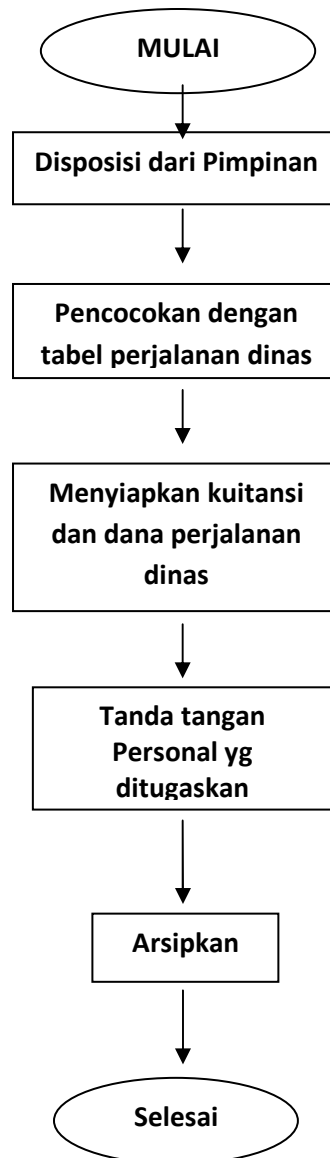 MULAI
Disposisi dari Pimpinan
Pencocokan dengan
tabel perjalanan dinas
Menyiapkan kuitansi
dan dana perjalanan
dinas
Tanda tangan
Personal yg
ditugaskan
Arsipkan
Selesai